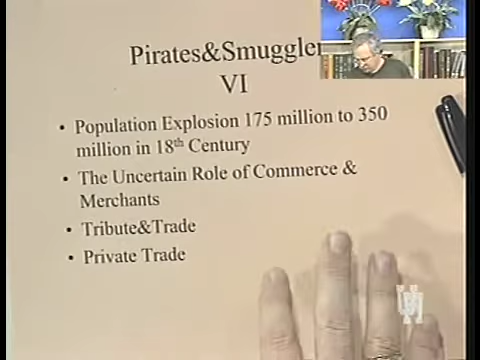 Pirates&Smuggler
VI
• Population Explosion 175 million to 350
million in 18th Century
• The Uncertain Role of Commerce &
Merchants
• Tribute&Trade
• Private Trade